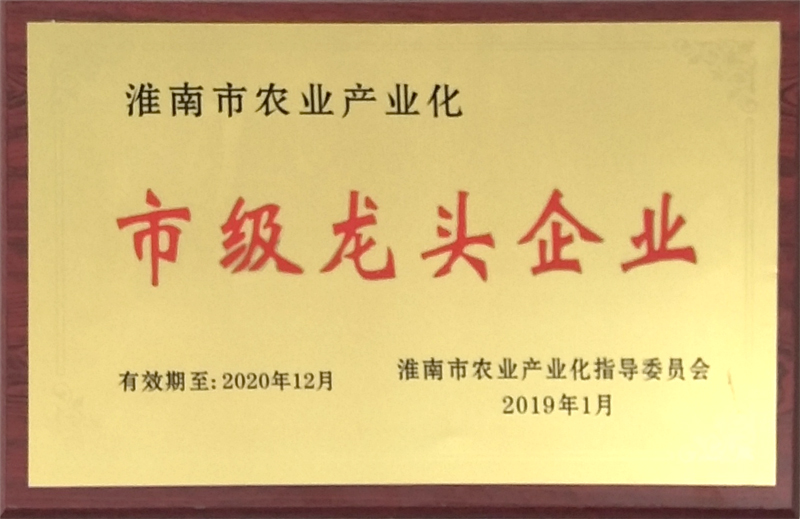 淮南市农业产业化
市级龙头企业
有效期至:2020年12月
淮南市农业产业化指导委员会
2019年1月